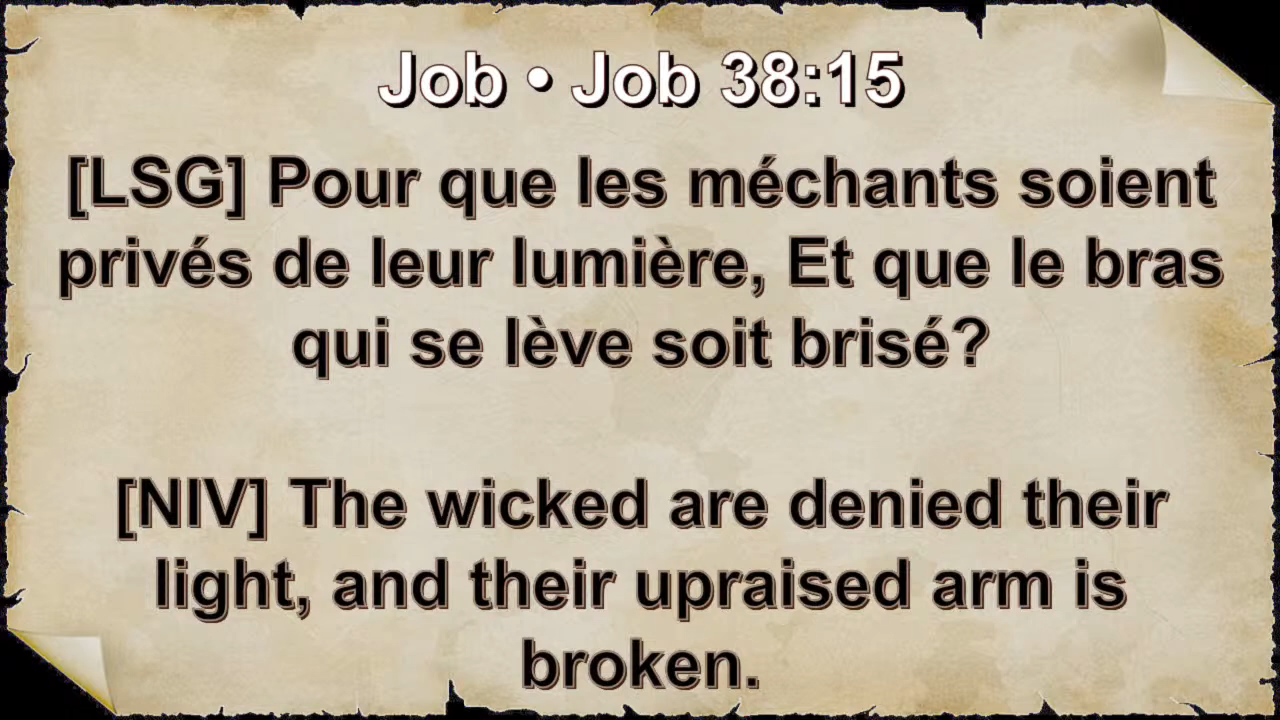 Job • Job 38:15
[LSG] Pour que les méchants soient
privés de leur lumière, Et que le bras
qui se lève soit brisé?
[NIV] The wicked are denied their
light, and their upraised arm is
broken.